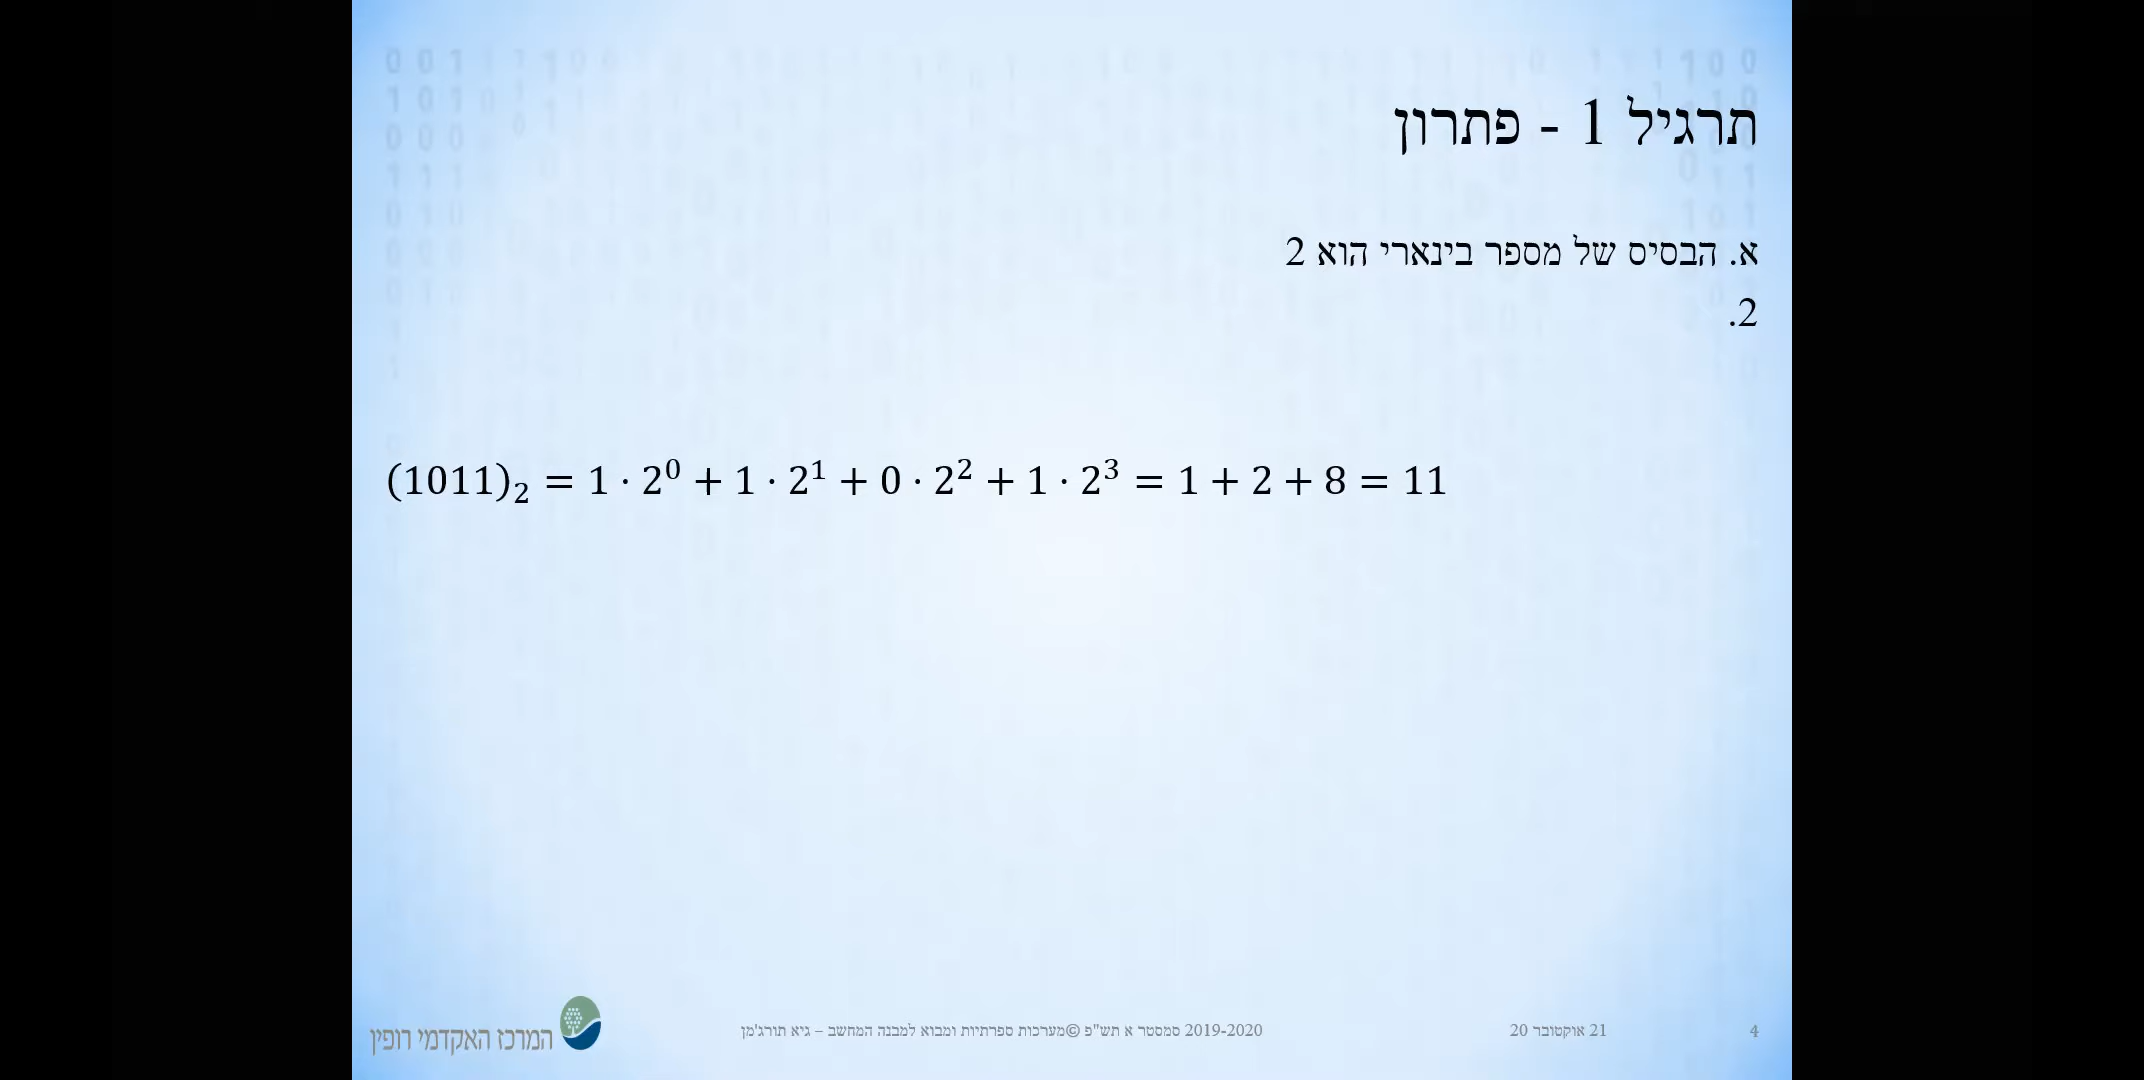 תרגיל 1 - פתרון
א. הבסיס של מספר בינארי הוא 2
2.
(1011)₂ = 1 · 2⁰ + 1 · 2¹ + 0 · 2² + 1 · 2³ = 1 + 2 + 8 = 11
המרכז האקדמי רופין
2019-2020 סמסטר א תש"פ ©מערכות ספרתיות ומבוא למבנה המחשב – גיא תורג'מן
21 אוקטובר 20
4